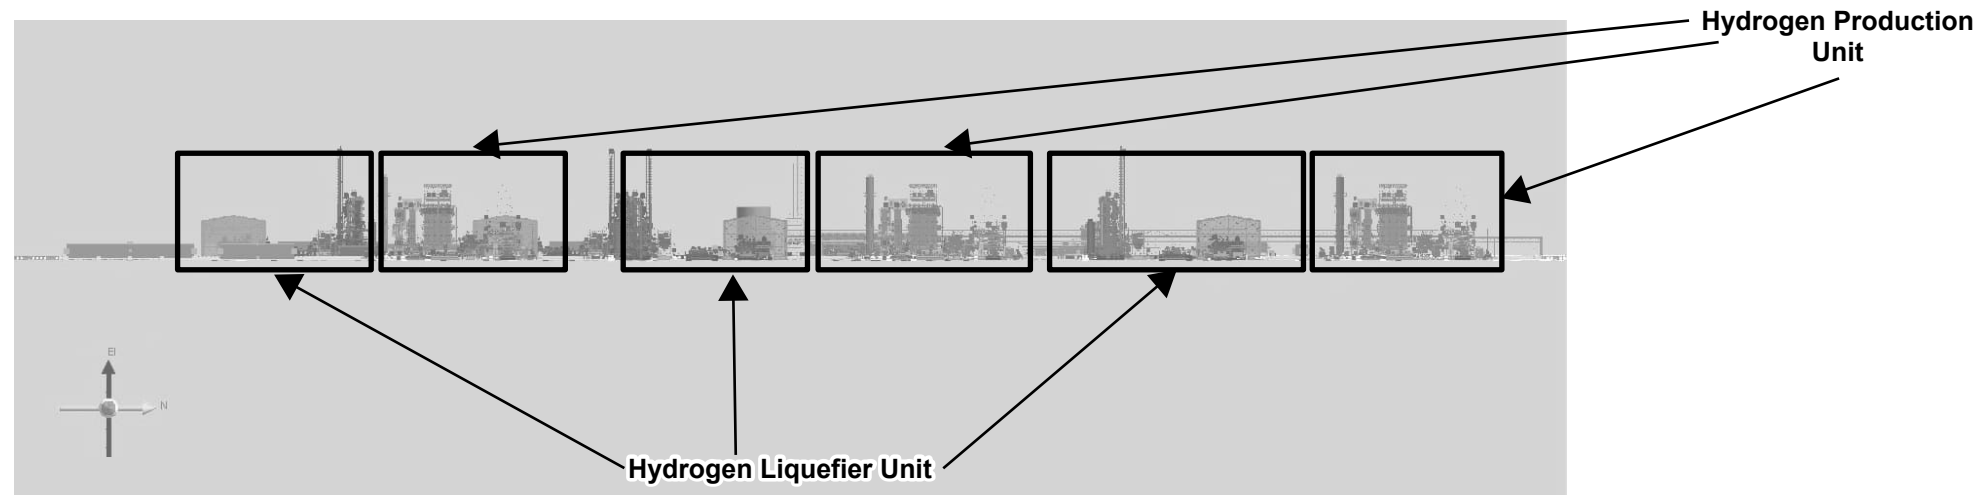 Hydrogen Production
Unit
El
N
Hydrogen Liquefier Unit